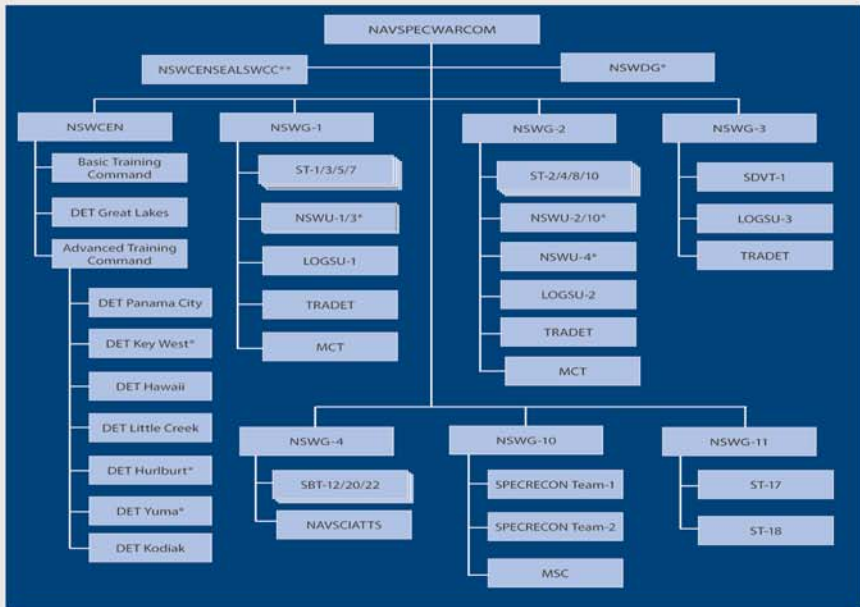 NAVSPECWARCOM
NSWCENSEALSWCC**
NSWDG*
NSWCEN
Basic Training
Command
DET Great Lakes
Advanced Training
Command
DET Panama City
DET Key West*
DET Hawaii
DET Little Creek
DET Hurlburt*
DET Yuma*
DET Kodiak
NSWG-1
ST-1/3/5/7
NSWU-1/3*
LOGSU-1
TRADET
MCT
NSWG-2
ST-2/4/8/10
NSWU-2/10*
NSWU-4*
LOGSU-2
TRADET
MCT
NSWG-3
SDVT-1
LOGSU-3
TRADET
NSWG-4
SBT-12/20/22
NAVSCIATTS
NSWG-10
SPECRECON Team-1
SPECRECON Team-2
MSC
NSWG-11
ST-17
ST-18